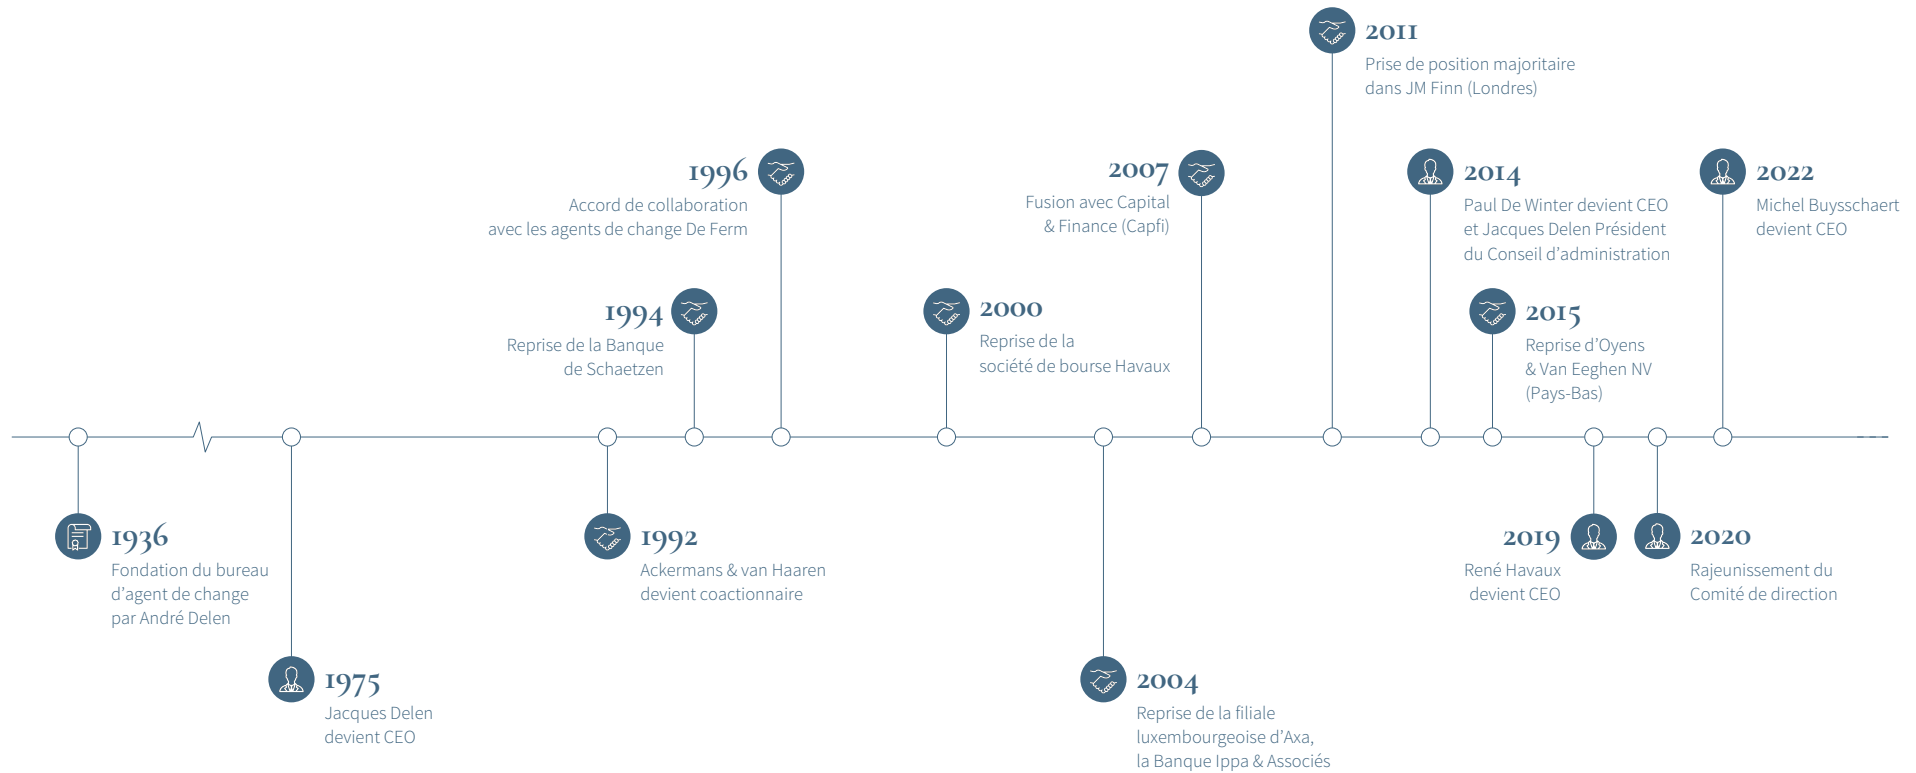 1936
Fondation du bureau
d’agent de change
par André Delen
1975
Jacques Delen
devient CEO
1992
Ackermans & van Haaren
devient coactionnaire
1994
Reprise de la Banque
de Schaetzen
1996
Accord de collaboration
avec les agents de change De Ferm
2000
Reprise de la
société de bourse Havaux
2004
Reprise de la filiale
luxembourgeoise d’Axa,
la Banque Ippa & Associés
2007
Fusion avec Capital
& Finance (Capfi)
2011
Prise de position majoritaire
dans JM Finn (Londres)
2014
Paul De Winter devient CEO
et Jacques Delen Président
du Conseil d’administration
2015
Reprise d’Oyens
& Van Eeghen NV
(Pays-Bas)
2019
René Havaux
devient CEO
2020
Rajeunissement du
Comité de direction
2022
Michel Buysschaert
devient CEO